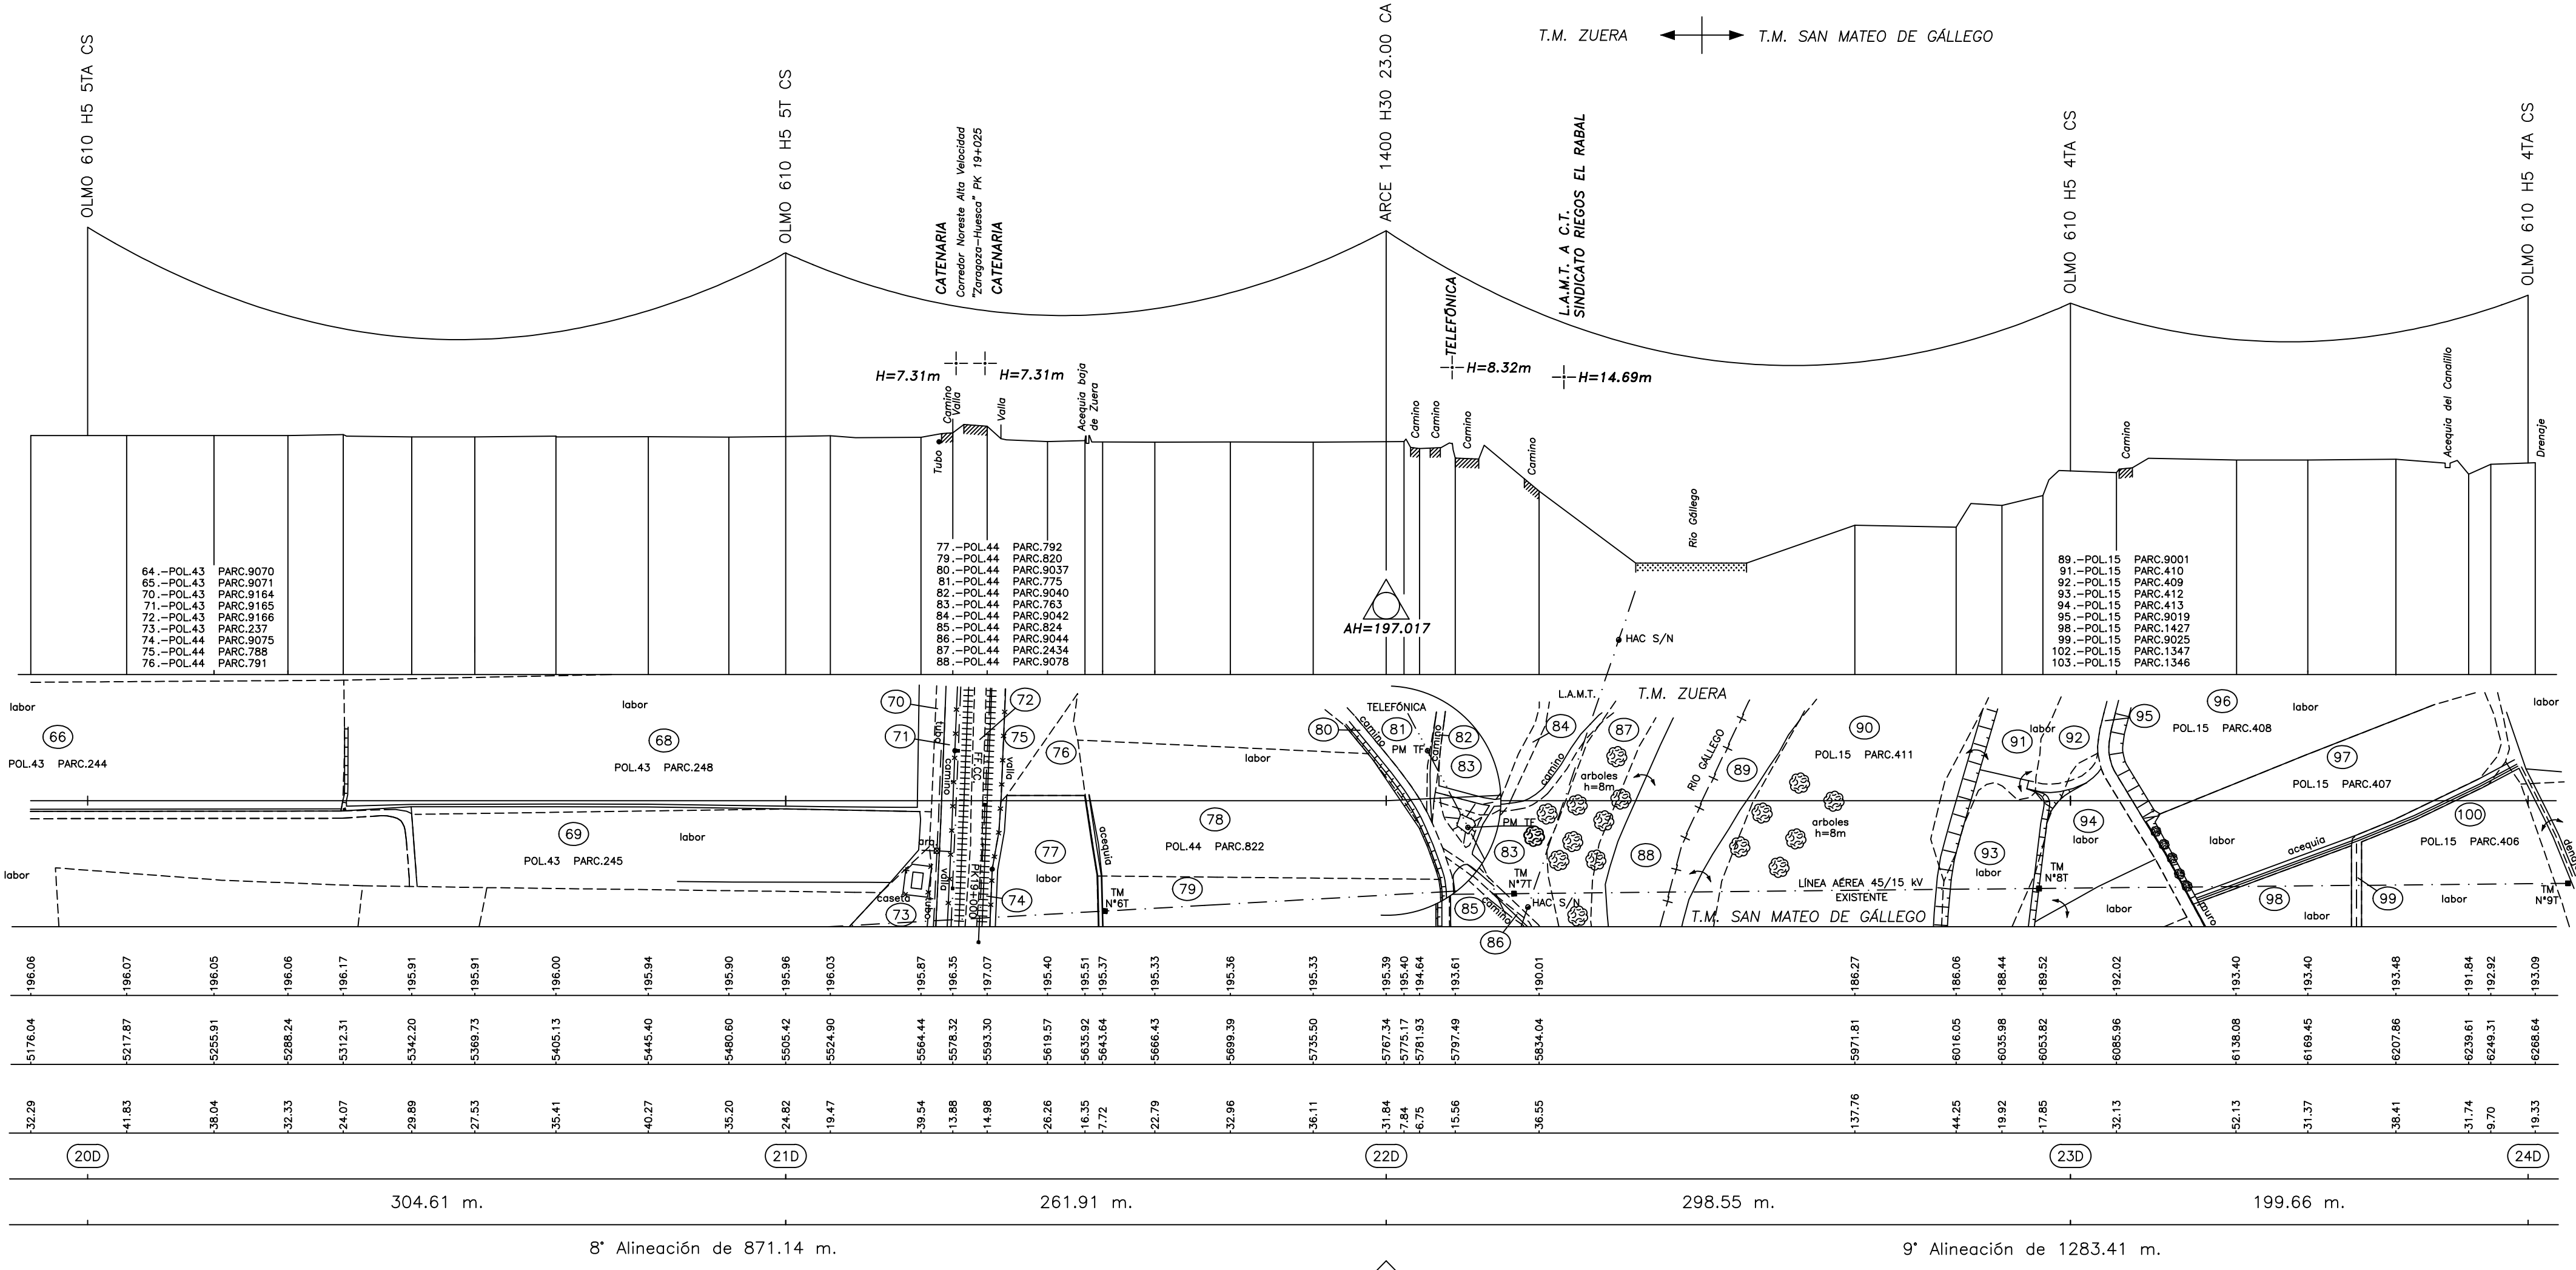 T.M. ZUERA
T.M. SAN MATEO DE GÁLLEGO
OLMO 610 H5 5TA CS
OLMO 610 H5 5T CS
ARCE 1400 H30 23.00 CA
OLMO 610 H5 4TA CS
OLMO 610 H5 4TA CS
CATENARIA
Corredor Noreste Alta Velocidad
"Zaragoza-Huesca" PK 19+025
CATENARIA
TELEFÓNICA
L.A.M.T. A C.T.
SINDICATO RIEGOS EL RABAL
H=7.31m
H=7.31m
H=8.32m
H=14.69m
Tubo
Camino
Valla
Valla
Acequia baja
de Zuera
Camino
Camino
Camino
Camino
Río Gállego
Camino
Acequia del Canalillo
Drenaje
64.-POL.43 PARC.9070
65.-POL.43 PARC.9071
70.-POL.43 PARC.9164
71.-POL.43 PARC.9165
72.-POL.43 PARC.9166
73.-POL.43 PARC.237
74.-POL.44 PARC.9075
75.-POL.44 PARC.788
76.-POL.44 PARC.791
77.-POL.44 PARC.792
79.-POL.44 PARC.820
80.-POL.44 PARC.9037
81.-POL.44 PARC.775
82.-POL.44 PARC.9040
83.-POL.44 PARC.763
84.-POL.44 PARC.9042
85.-POL.44 PARC.824
86.-POL.44 PARC.9044
87.-POL.44 PARC.2434
88.-POL.44 PARC.9078
89.-POL.15 PARC.9001
91.-POL.15 PARC.410
92.-POL.15 PARC.409
93.-POL.15 PARC.412
94.-POL.15 PARC.413
95.-POL.15 PARC.9019
98.-POL.15 PARC.1427
99.-POL.15 PARC.9025
102.-POL.15 PARC.1347
103.-POL.15 PARC.1346
AH=197.017
HAC S/N
labor
66
POL.43 PARC.244
labor
labor
68
POL.43 PARC.248
69
labor
POL.43 PARC.245
70
71
72
73
74
75
76
tubo
camino
FF.CC.
valla
arq
valla
PK19+000
caseta
tubo
77
labor
acequia
TM
N°6T
labor
78
POL.44 PARC.822
79
80
camino
TELEFÓNICA
81
PM TF
camino
82
83
PM TF
83
TM
N°7T
85
camino
HAC S/N
86
L.A.M.T.
T.M. ZUERA
84
camino
87
arboles
h=8m
88
RIO GÁLLEGO
89
90
POL.15 PARC.411
arboles
h=8m
LÍNEA AÉREA 45/15 kV
EXISTENTE
T.M. SAN MATEO DE GÁLLEGO
91
labor
92
93
labor
TM
N°8T
94
labor
labor
95
96
labor
POL.15 PARC.408
97
POL.15 PARC.407
labor
acequia
muro
98
labor
99
labor
100
POL.15 PARC.406
labor
TM
N°9T
196.06 196.07 196.05 196.06 196.17 195.91 195.91 196.00 195.94 195.90 195.96 196.03 195.87 196.35 197.07 195.40 195.51 195.37 195.33 195.36 195.33 195.39 195.40 194.64 193.61 190.01 186.27 186.06 188.44 189.52 192.02 193.40 193.40 193.48 191.84 192.92 193.09
5176.04 5217.87 5255.91 5288.24 5312.31 5342.20 5369.73 5405.13 5445.40 5480.60 5505.42 5524.90 5564.44 5578.32 5593.30 5619.57 5635.92 5643.64 5666.43 5699.39 5735.50 5767.34 5775.17 5781.93 5797.49 5834.04 5971.81 6016.05 6035.98 6053.82 6085.96 6138.08 6169.45 6207.86 6239.61 6249.31 6268.64
32.29 41.83 38.04 32.33 24.07 29.89 27.53 35.41 40.27 35.20 24.82 19.47 39.54 13.88 14.98 26.26 16.35 7.72 22.79 32.96 36.11 31.84 7.84 6.75 15.56 36.55 137.76 44.25 19.92 17.85 32.13 52.13 31.37 38.41 31.74 9.70 19.33
20D 21D 22D 23D 24D
304.61 m. 261.91 m. 298.55 m. 199.66 m.
8° Alineación de 871.14 m. 9° Alineación de 1283.41 m.